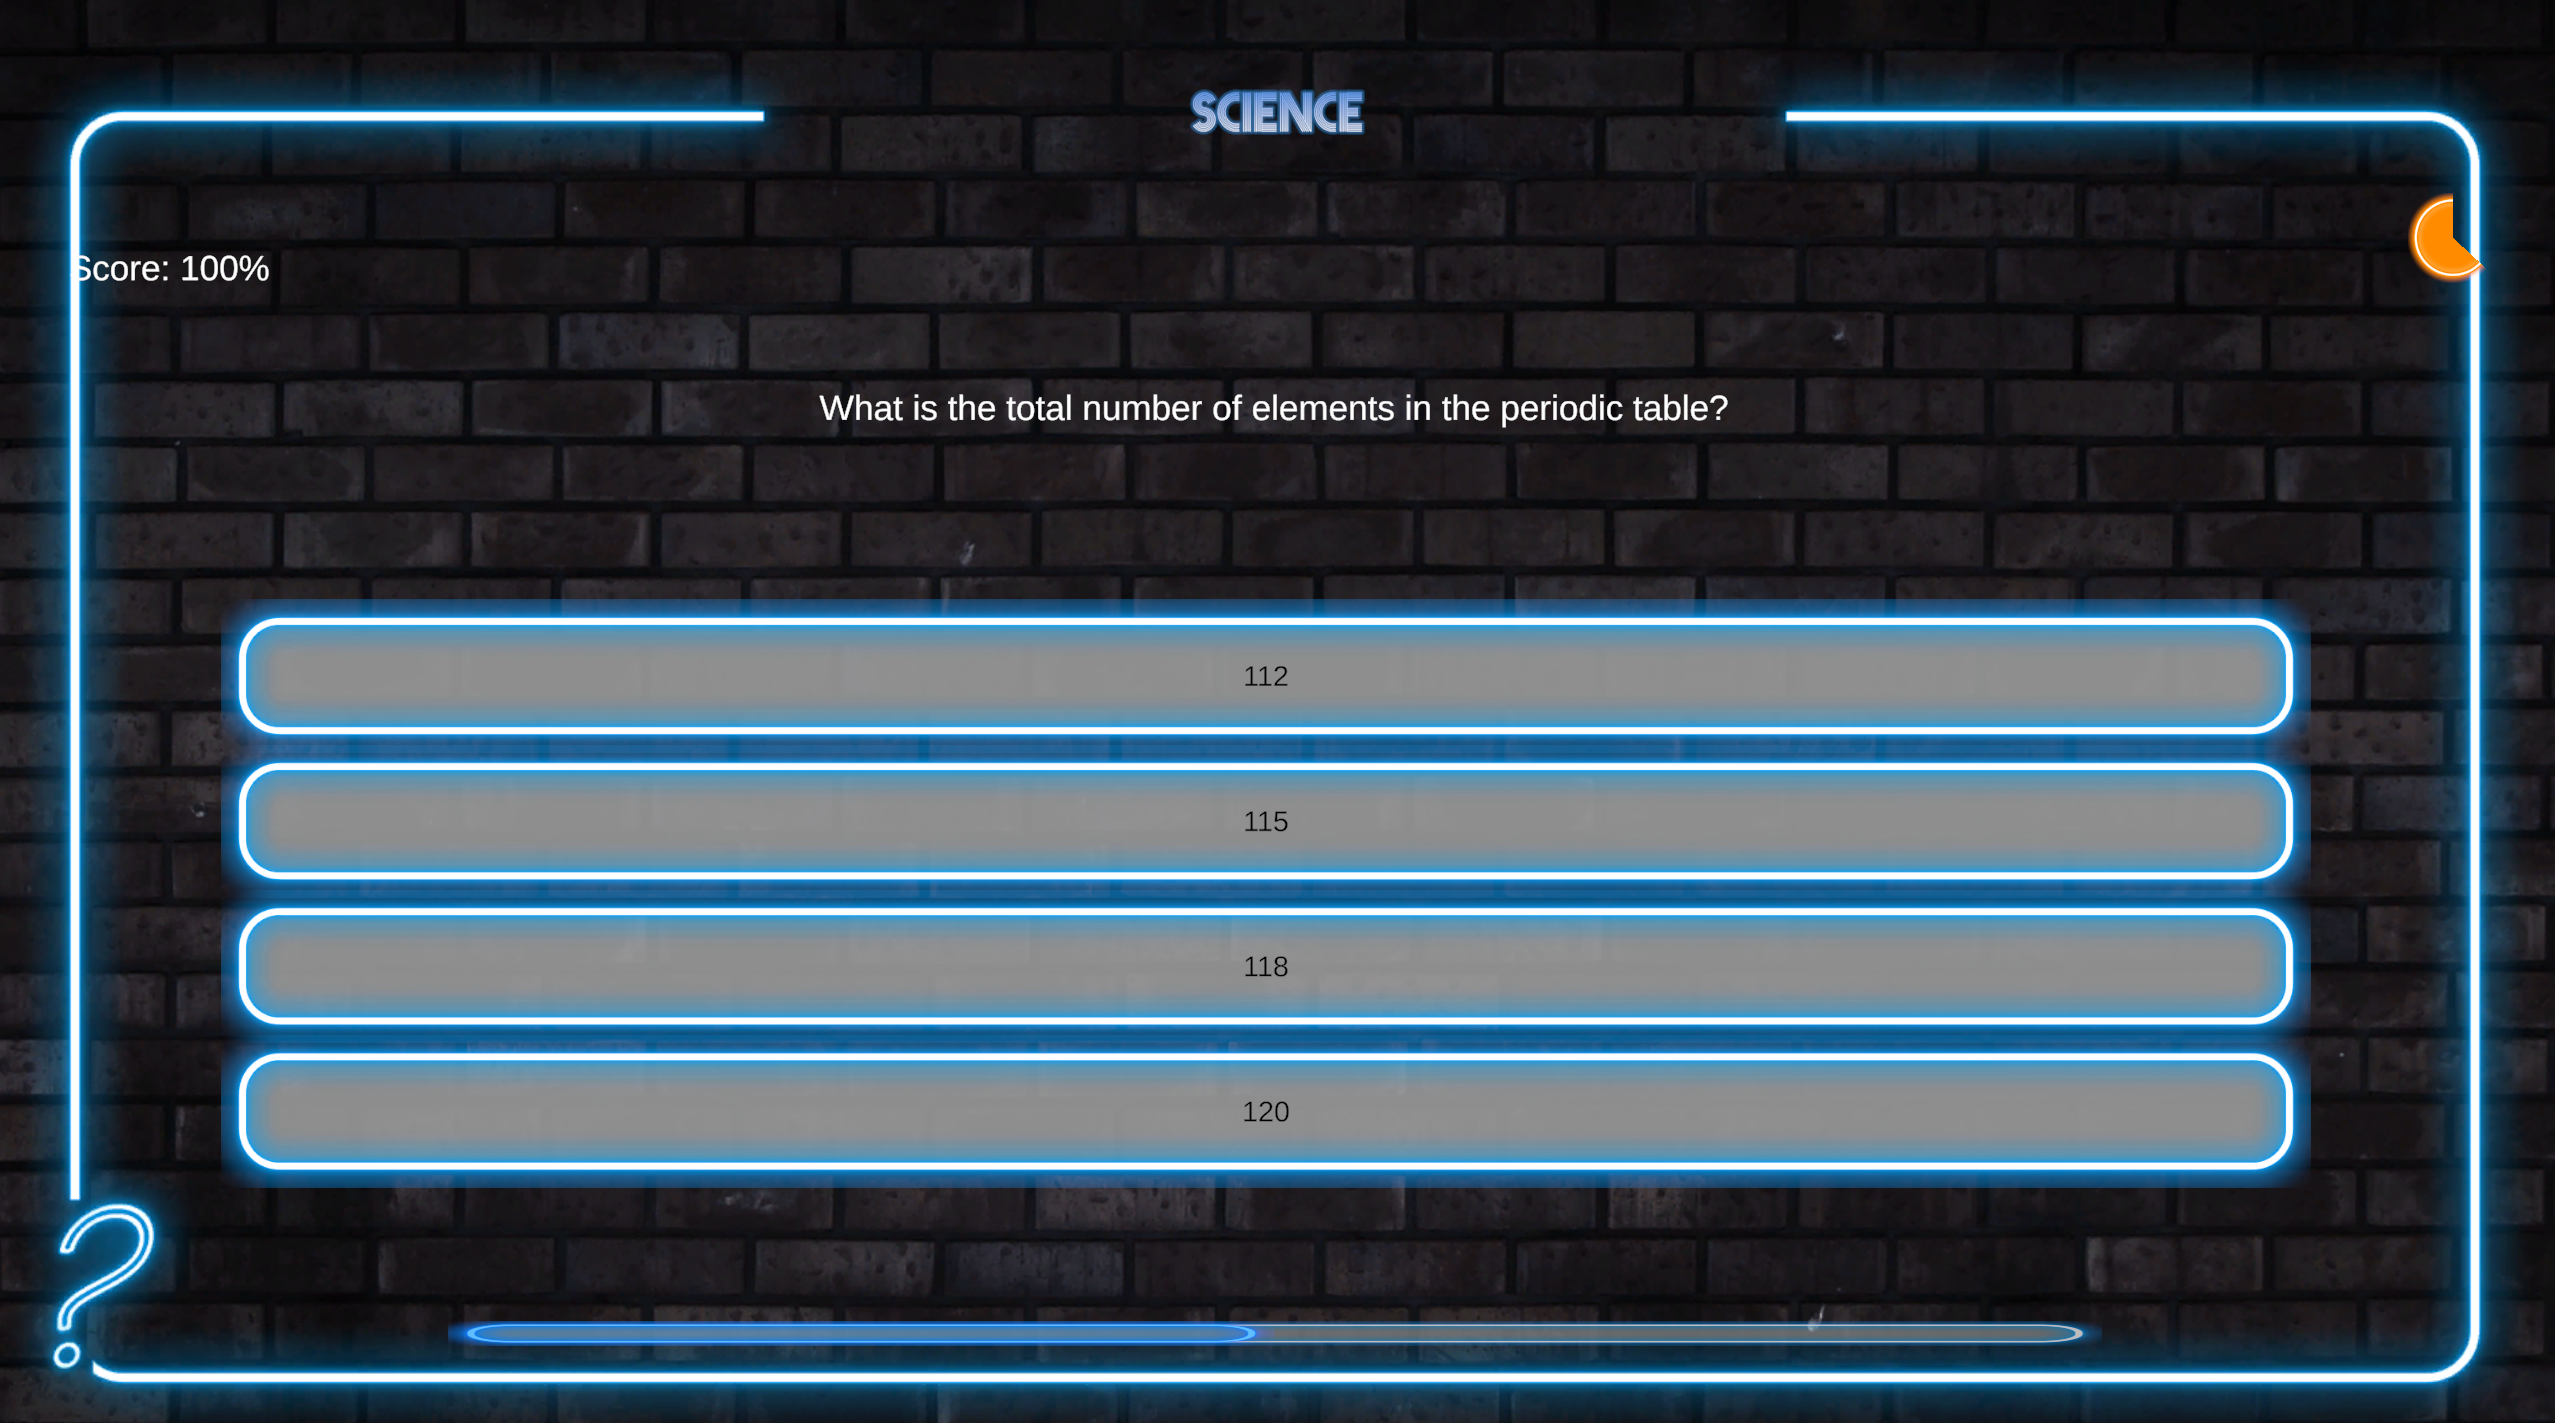 SCIENCE
Score: 100%
What is the total number of elements in the periodic table?
112
115
118
120
?